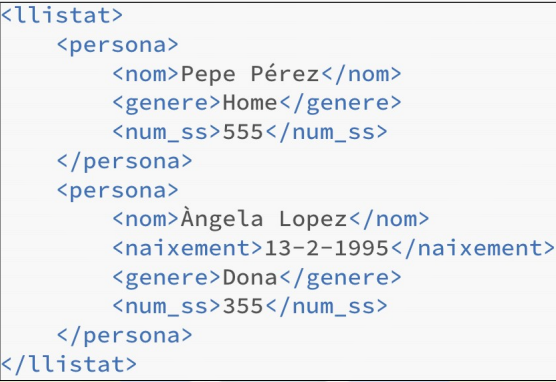 <llistat>
    <persona>
        <nom>Pepe Pérez</nom>
        <genere>Home</genere>
        <num_ss>555</num_ss>
    </persona>
    <persona>
        <nom>Àngela Lopez</nom>
        <naixement>13-2-1995</naixement>
        <genere>Dona</genere>
        <num_ss>355</num_ss>
    </persona>
</llistat>